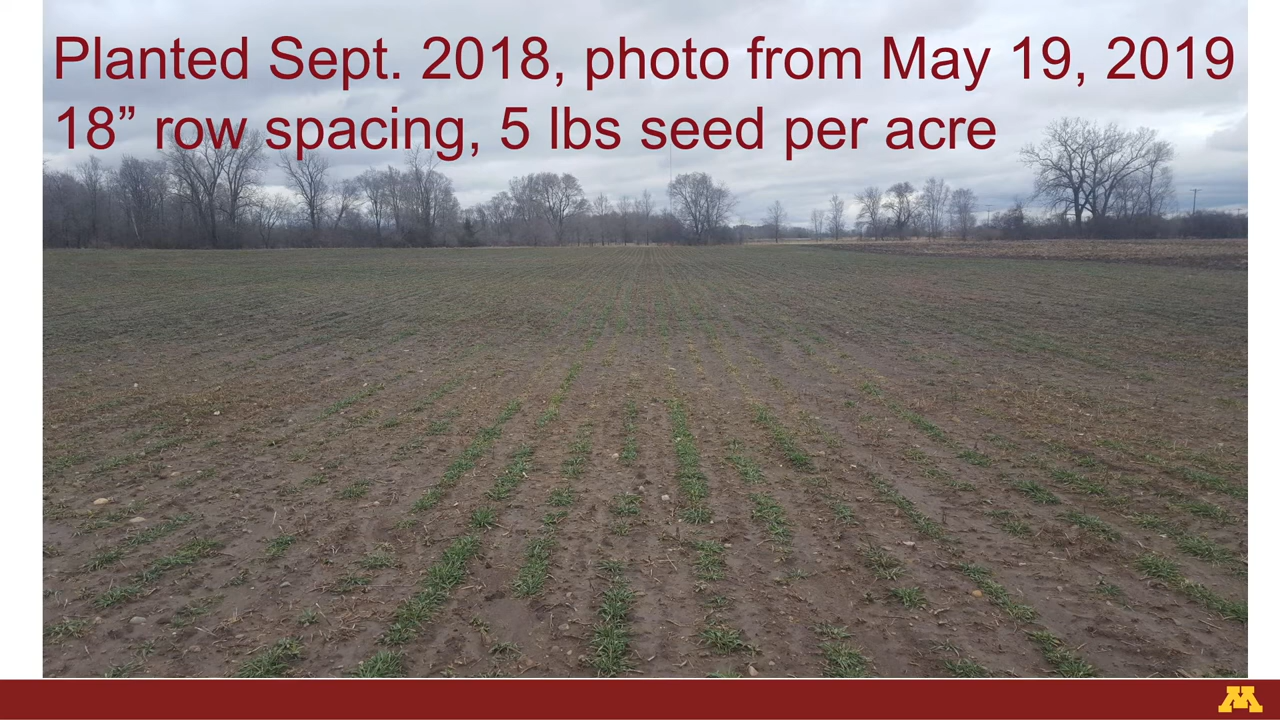 Planted Sept. 2018, photo from May 19, 2019
18” row spacing, 5 lbs seed per acre
M